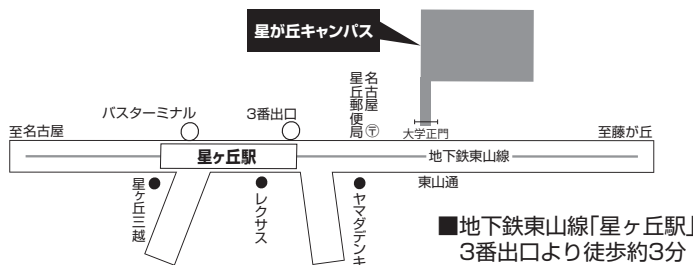 星が丘キャンパス
名古屋
星丘郵便局
〒
バスターミナル
3番出口
大学正門
至名古屋
至藤が丘
星ヶ丘駅
地下鉄東山線
星ヶ丘三越
レクサス
ヤマダデンキ
東山通
■地下鉄東山線「星ヶ丘駅」
3番出口より徒歩約3分